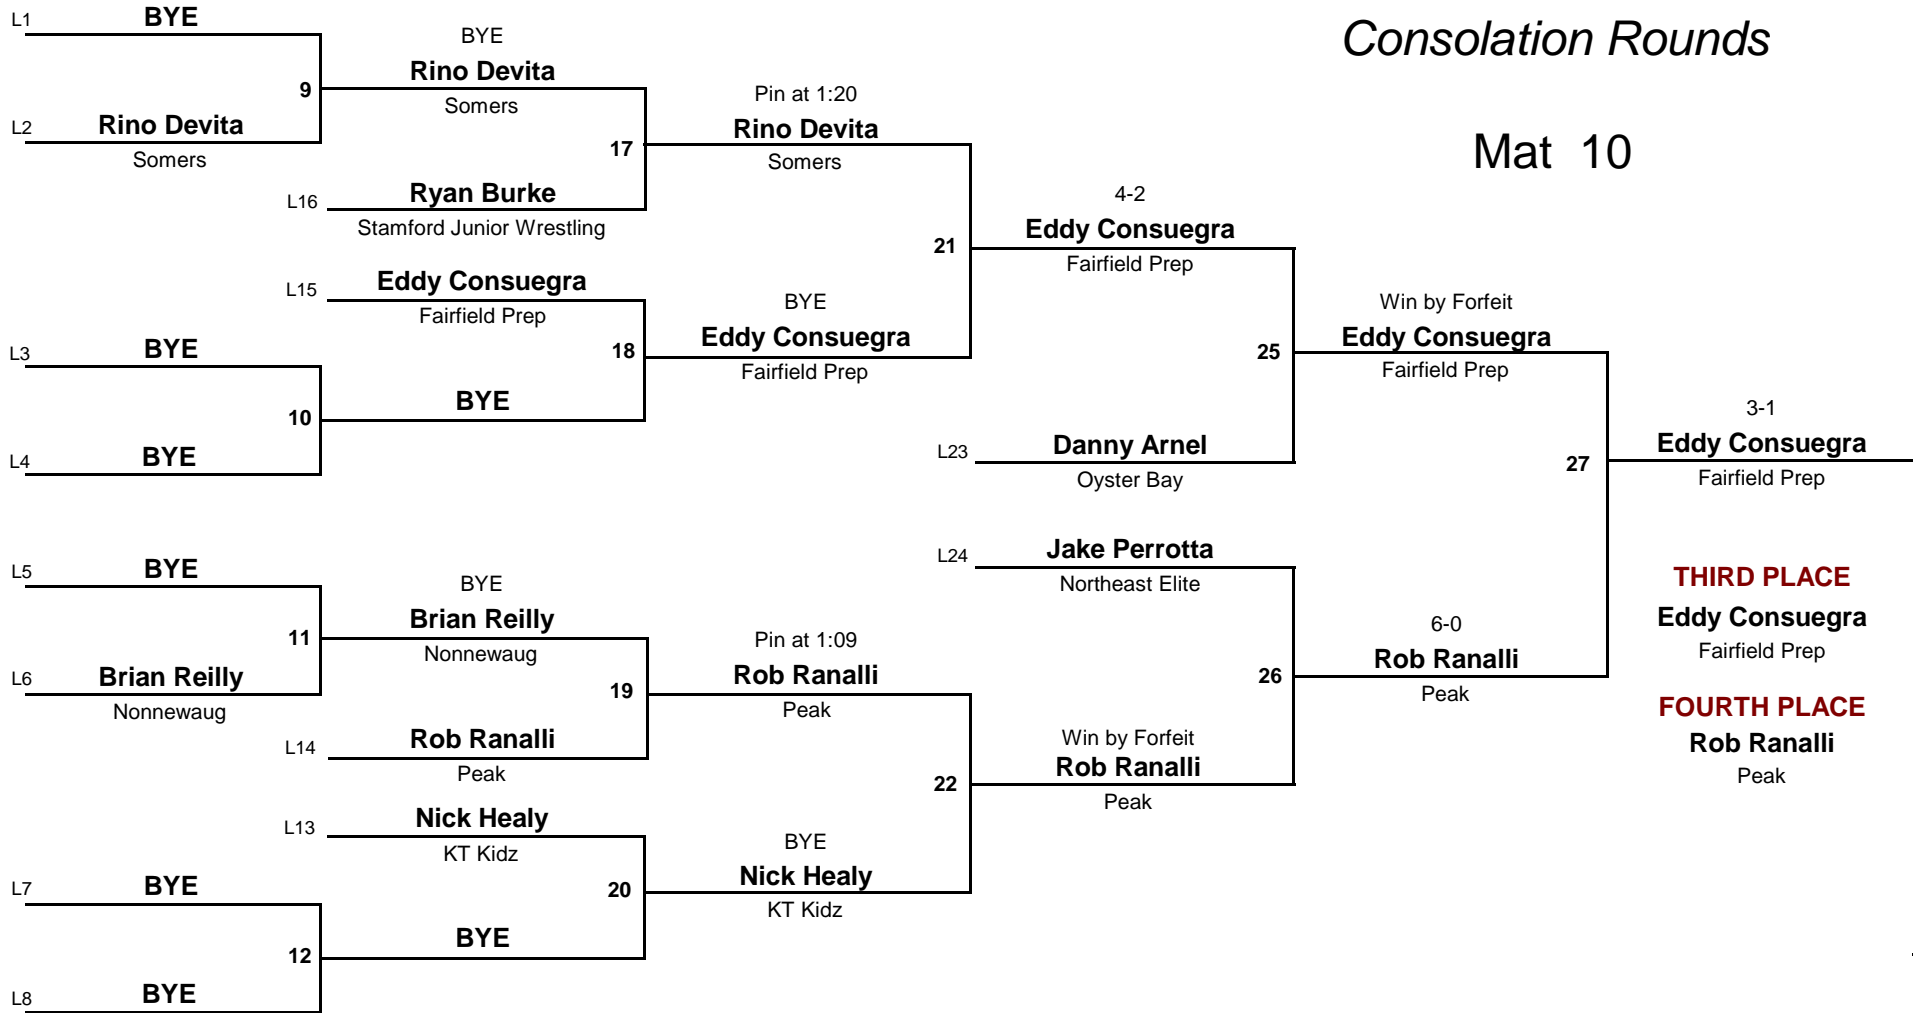 Consolation Rounds
Mat 10
L1
BYE
9
L2
Rino Devita
Somers
BYE
Rino Devita
Somers
17
L16
Ryan Burke
Stamford Junior Wrestling
Pin at 1:20
Rino Devita
Somers
21
L15
Eddy Consuegra
Fairfield Prep
18
L3
BYE
10
L4
BYE
BYE
BYE
Eddy Consuegra
Fairfield Prep
4-2
Eddy Consuegra
Fairfield Prep
25
L23
Danny Arnel
Oyster Bay
Win by Forfeit
Eddy Consuegra
Fairfield Prep
27
3-1
Eddy Consuegra
Fairfield Prep
L5
BYE
11
L6
Brian Reilly
Nonnewaug
BYE
Brian Reilly
Nonnewaug
19
L14
Rob Ranalli
Peak
Pin at 1:09
Rob Ranalli
Peak
22
L13
Nick Healy
KT Kidz
20
L7
BYE
12
L8
BYE
BYE
BYE
Nick Healy
KT Kidz
L24
Jake Perrotta
Northeast Elite
26
Win by Forfeit
Rob Ranalli
Peak
6-0
Rob Ranalli
Peak
THIRD PLACE
Eddy Consuegra
Fairfield Prep
FOURTH PLACE
Rob Ranalli
Peak